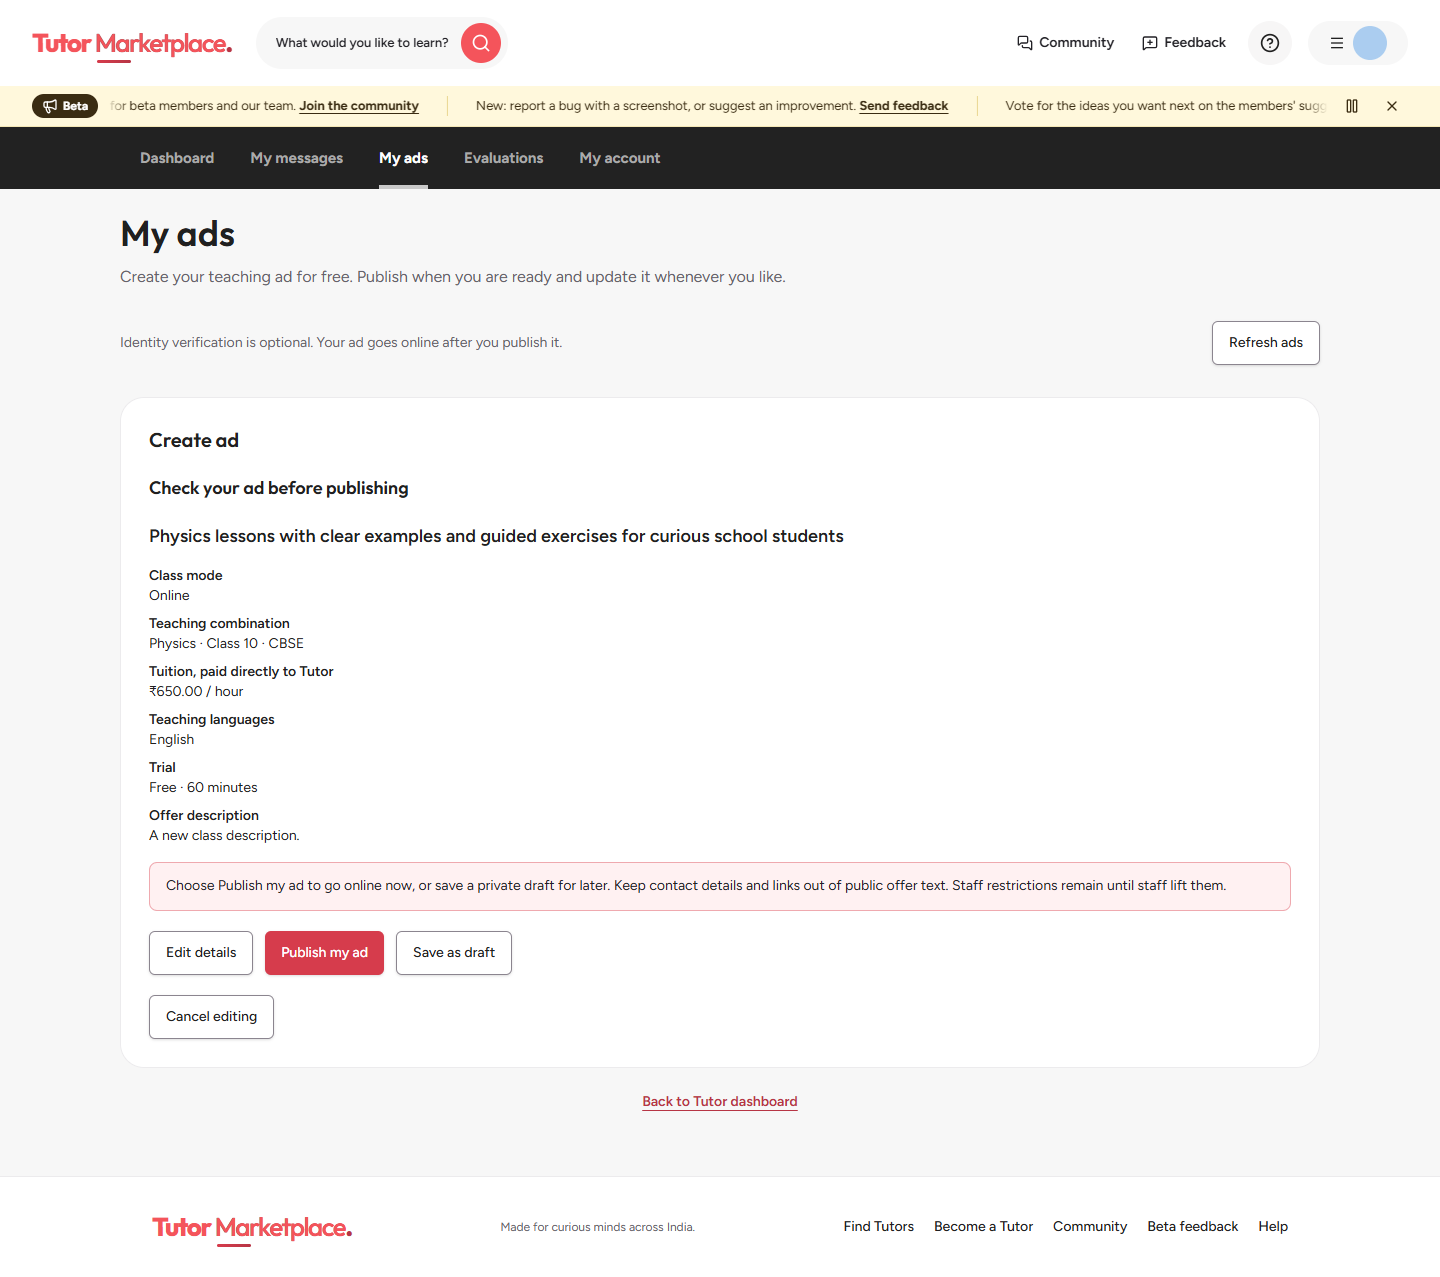 Tutor Marketplace.
What would you like to learn?
Community
Feedback
Beta
for beta members and our team. Join the community
New: report a bug with a screenshot, or suggest an improvement. Send feedback
Vote for the ideas you want next on the members' sugg
Dashboard
My messages
My ads
Evaluations
My account
My ads
Create your teaching ad for free. Publish when you are ready and update it whenever you like.
Identity verification is optional. Your ad goes online after you publish it.
Refresh ads
Create ad
Check your ad before publishing
Physics lessons with clear examples and guided exercises for curious school students
Class mode
Online
Teaching combination
Physics · Class 10 · CBSE
Tuition, paid directly to Tutor
₹650.00 / hour
Teaching languages
English
Trial
Free · 60 minutes
Offer description
A new class description.
Choose Publish my ad to go online now, or save a private draft for later. Keep contact details and links out of public offer text. Staff restrictions remain until staff lift them.
Edit details
Publish my ad
Save as draft
Cancel editing
Back to Tutor dashboard
Tutor Marketplace.
Made for curious minds across India.
Find Tutors
Become a Tutor
Community
Beta feedback
Help